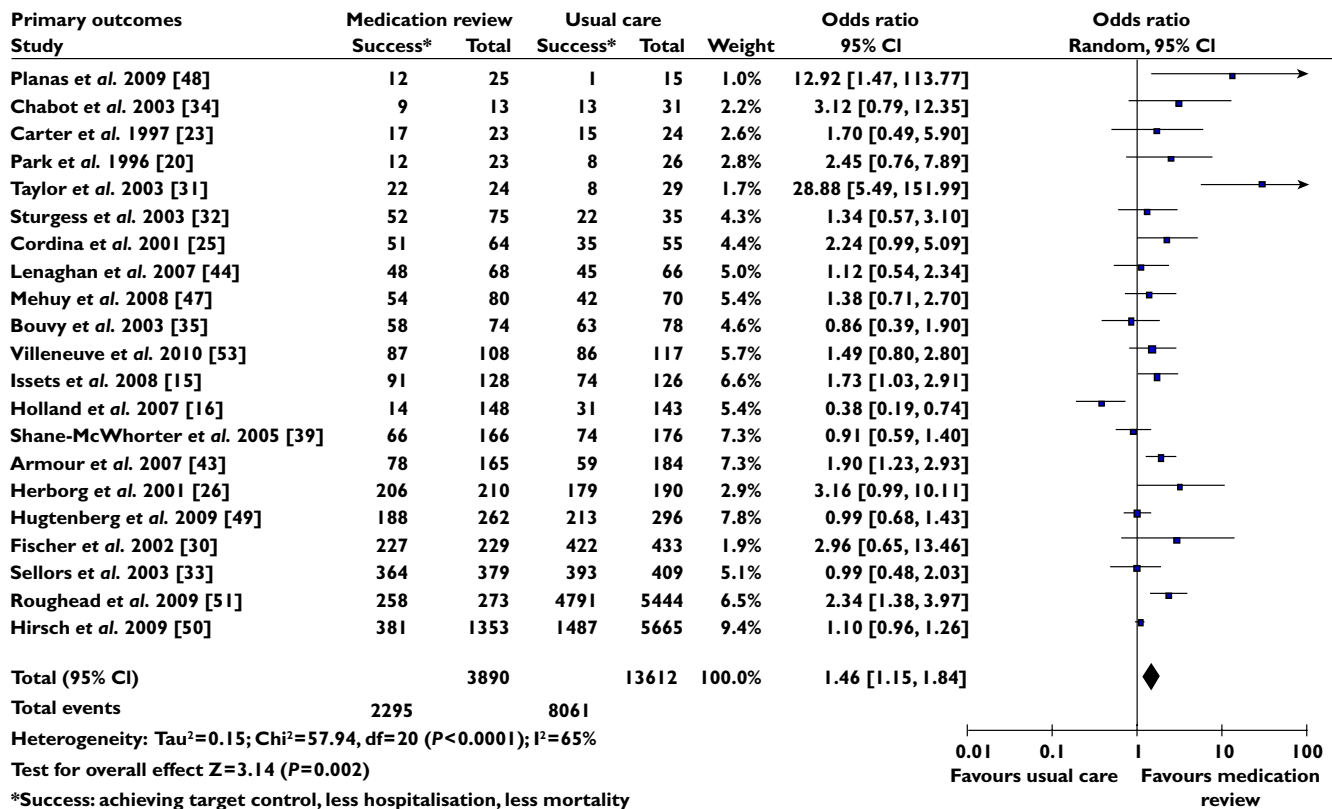 Primary outcomes Medication review Usual care Odds ratio Odds ratio
Study Success* Total Success* Total Weight 95% CI Random, 95% CI
Planas et al. 2009 [48] 12 25 1 15 1.0% 12.92 [1.47, 113.77]
Chabot et al. 2003 [34] 9 13 13 31 2.2% 3.12 [0.79, 12.35]
Carter et al. 1997 [23] 17 23 15 24 2.6% 1.70 [0.49, 5.90]
Park et al. 1996 [20] 12 23 8 26 2.8% 2.45 [0.76, 7.89]
Taylor et al. 2003 [31] 22 24 8 29 1.7% 28.88 [5.49, 151.99]
Sturgess et al. 2003 [32] 52 75 22 35 4.3% 1.34 [0.57, 3.10]
Cordina et al. 2001 [25] 51 64 35 55 4.4% 2.24 [0.99, 5.09]
Lenaghan et al. 2007 [44] 48 68 45 66 5.0% 1.12 [0.54, 2.34]
Mehuy et al. 2008 [47] 54 80 42 70 5.4% 1.38 [0.71, 2.70]
Bouvy et al. 2003 [35] 58 74 63 78 4.6% 0.86 [0.39, 1.90]
Villeneuve et al. 2010 [53] 87 108 86 117 5.7% 1.49 [0.80, 2.80]
Issets et al. 2008 [15] 91 128 74 126 6.6% 1.73 [1.03, 2.91]
Holland et al. 2007 [16] 14 148 31 143 5.4% 0.38 [0.19, 0.74]
Shane-McWhorter et al. 2005 [39] 66 166 74 176 7.3% 0.91 [0.59, 1.40]
Armour et al. 2007 [43] 78 165 59 184 7.3% 1.90 [1.23, 2.93]
Herborg et al. 2001 [26] 206 210 179 190 2.9% 3.16 [0.99, 10.11]
Hugtenberg et al. 2009 [49] 188 262 213 296 7.8% 0.99 [0.68, 1.43]
Fischer et al. 2002 [30] 227 229 422 433 1.9% 2.96 [0.65, 13.46]
Sellors et al. 2003 [33] 364 379 393 409 5.1% 0.99 [0.48, 2.03]
Roughead et al. 2009 [51] 258 273 4791 5444 6.5% 2.34 [1.38, 3.97]
Hirsch et al. 2009 [50] 381 1353 1487 5665 9.4% 1.10 [0.96, 1.26]
Total (95% CI) 3890 13612 100.0% 1.46 [1.15, 1.84]
Total events 2295 8061
Heterogeneity: Tau²=0.15; Chi²=57.94, df=20 (P<0.0001); I²=65%
Test for overall effect Z=3.14 (P=0.002)
*Success: achieving target control, less hospitalisation, less mortality
0.01 0.1 1 10 100
Favours usual care Favours medication
review